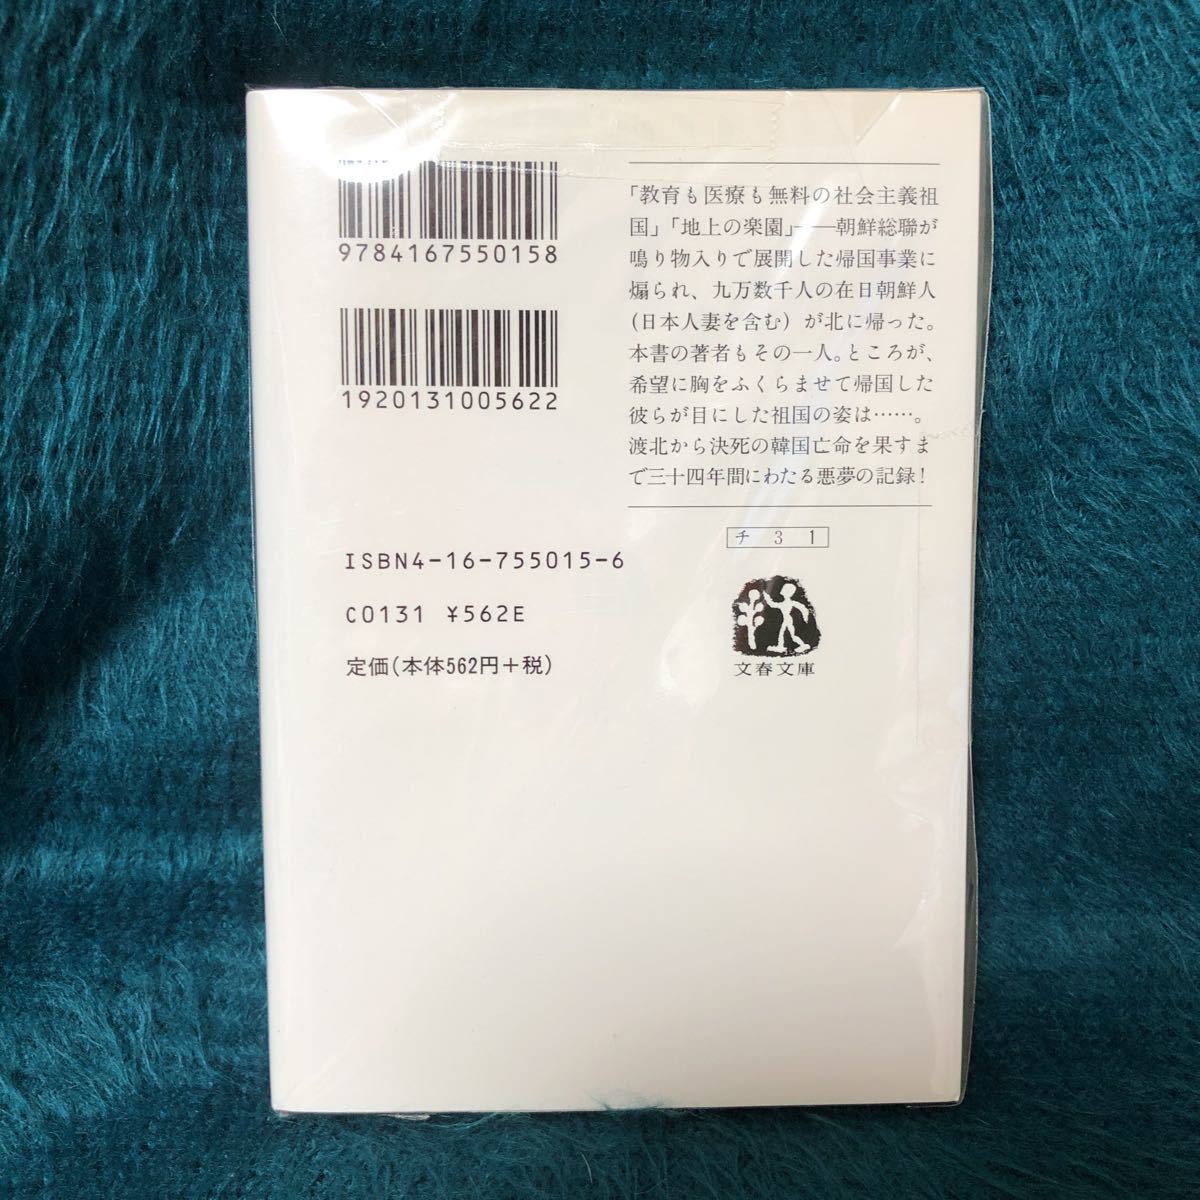 9784167550158
1920131005622
ISBN4-16-755015-6
C0131 ¥562E
定価(本体562円+税)
「教育も医療も無料の社会主義祖
国」「地上の楽園」――朝鮮総聯が
鳴り物入りで展開した帰国事業に
煽られ、九万数千人の在日朝鮮人
(日本人妻を含む)が北に帰った。
本書の著者もその一人。ところが、
希望に胸をふくらませて帰国した
彼らが目にした祖国の姿は……。
渡北から決死の韓国亡命を果すま
で三十四年間にわたる悪夢の記録!
チ 3 1
文春文庫